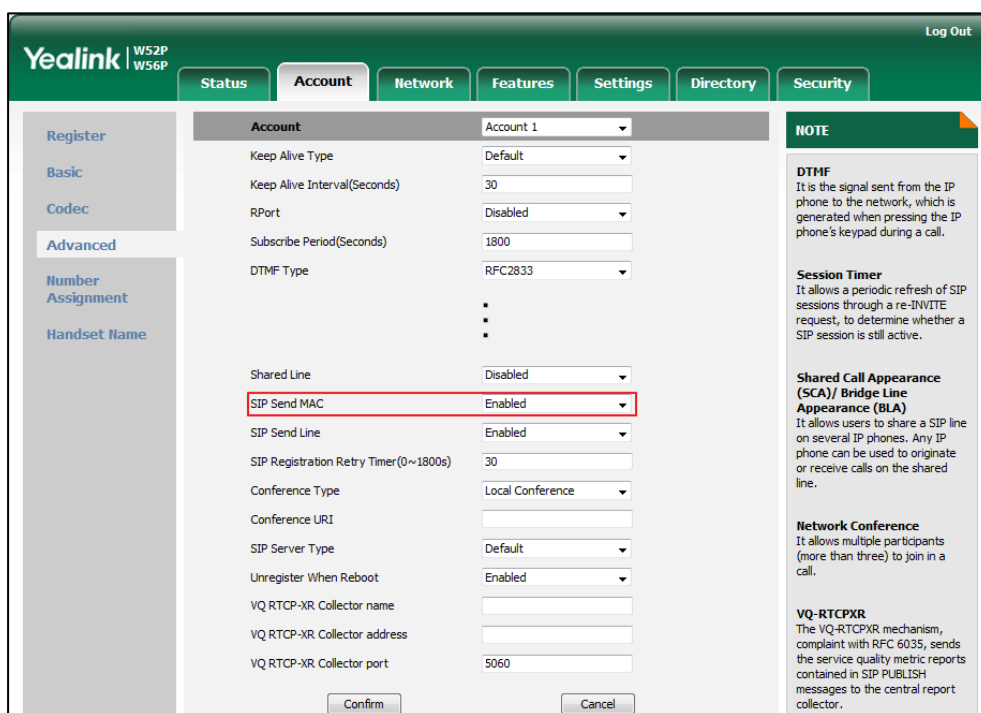 Log Out
Yealink W52P
W56P
Status Account Network Features Settings Directory Security
Register
Basic
Codec
Advanced
Number
Assignment
Handset Name
Account Account 1
Keep Alive Type Default
Keep Alive Interval(Seconds) 30
RPort Disabled
Subscribe Period(Seconds) 1800
DTMF Type RFC2833
Shared Line Disabled
SIP Send MAC Enabled
SIP Send Line Enabled
SIP Registration Retry Timer(0~1800s) 30
Conference Type Local Conference
Conference URI
SIP Server Type Default
Unregister When Reboot Enabled
VQ RTCP-XR Collector name
VQ RTCP-XR Collector address
VQ RTCP-XR Collector port 5060
Confirm Cancel
NOTE
DTMF
It is the signal sent from the IP
phone to the network, which is
generated when pressing the IP
phone's keypad during a call.
Session Timer
It allows a periodic refresh of SIP
sessions through a re-INVITE
request, to determine whether a
SIP session is still active.
Shared Call Appearance
(SCA)/ Bridge Line
Appearance (BLA)
It allows users to share a SIP line
on several IP phones. Any IP
phone can be used to originate
or receive calls on the shared
line.
Network Conference
It allows multiple participants
(more than three) to join in a
call.
VQ-RTCPXR
The VQ-RTCPXR mechanism,
complaint with RFC 6035, sends
the service quality metric reports
contained in SIP PUBLISH
messages to the central report
collector.